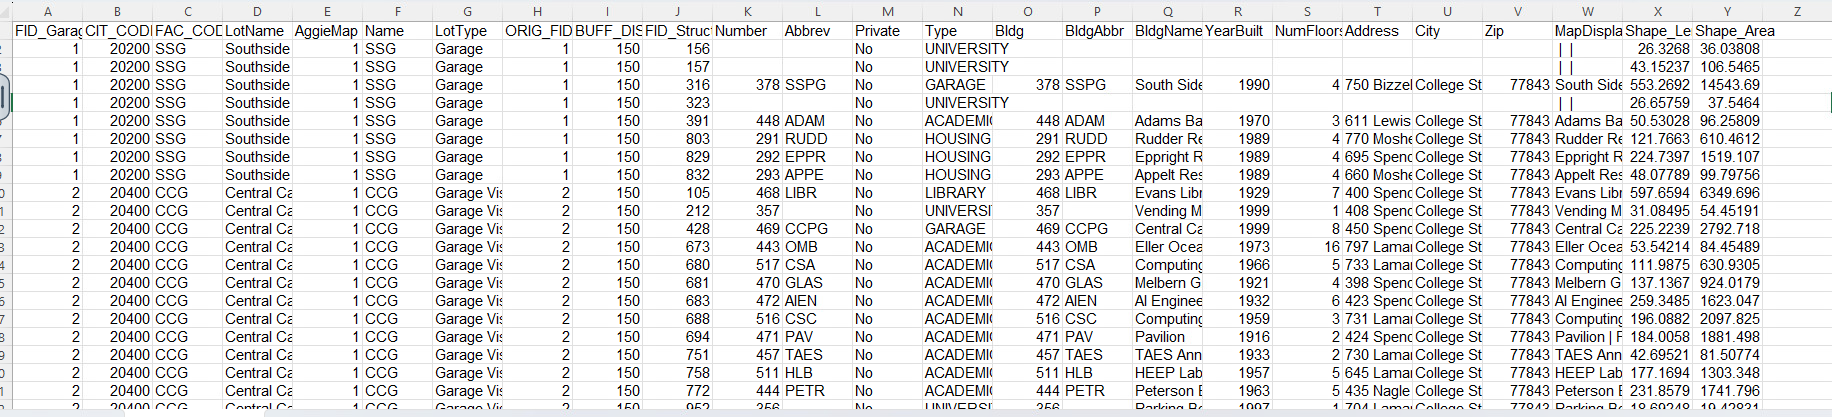 A B C D E F G H I J K L M N O P Q R S T U V W X Y Z
FID_Garag CIT_CODE FAC_COD LotName AggieMap Name LotType ORIG_FID BUFF_DIS FID_Struc Number Abbrev Private Type Bldg BldgAbbr BldgName YearBuilt NumFloors Address City Zip MapDispla Shape_Le Shape_Area
1 20200 SSG Southside 1 SSG Garage 1 150 156 No UNIVERSITY | | 26.3268 36.03808
1 20200 SSG Southside 1 SSG Garage 1 150 157 No UNIVERSITY | | 43.15237 106.5465
1 20200 SSG Southside 1 SSG Garage 1 150 316 378 SSPG No GARAGE 378 SSPG South Side 1990 4 750 Bizzel College St 77843 South Side 553.2692 14543.69
1 20200 SSG Southside 1 SSG Garage 1 150 323 No UNIVERSITY | | 26.65759 37.5464
1 20200 SSG Southside 1 SSG Garage 1 150 391 448 ADAM No ACADEMI 448 ADAM Adams Ba 1970 3 611 Lewis College St 77843 Adams Ba 50.53028 96.25809
1 20200 SSG Southside 1 SSG Garage 1 150 803 291 RUDD No HOUSING 291 RUDD Rudder Re 1989 4 770 Moshe College St 77843 Rudder Re 121.7663 610.4612
1 20200 SSG Southside 1 SSG Garage 1 150 829 292 EPPR No HOUSING 292 EPPR Eppright R 1989 4 695 Spenc College St 77843 Eppright R 224.7397 1519.107
1 20200 SSG Southside 1 SSG Garage 1 150 832 293 APPE No HOUSING 293 APPE Appelt Res 1989 4 660 Moshe College St 77843 Appelt Res 48.07789 99.79756
2 20400 CCG Central Ca 1 CCG Garage Vis 2 150 105 468 LIBR No LIBRARY 468 LIBR Evans Libr 1929 7 400 Spenc College St 77843 Evans Libr 597.6594 6349.696
2 20400 CCG Central Ca 1 CCG Garage Vis 2 150 212 357 No UNIVERSI 357 Vending M 1999 1 408 Spenc College St 77843 Vending M 31.08495 54.45191
2 20400 CCG Central Ca 1 CCG Garage Vis 2 150 428 469 CCPG No GARAGE 469 CCPG Central Ca 1999 8 450 Spenc College St 77843 Central Ca 225.2239 2792.718
2 20400 CCG Central Ca 1 CCG Garage Vis 2 150 673 443 OMB No ACADEMI 443 OMB Eller Ocea 1973 16 797 Lamar College St 77843 Eller Ocea 53.54214 84.45489
2 20400 CCG Central Ca 1 CCG Garage Vis 2 150 680 517 CSA No ACADEMI 517 CSA Computing 1966 5 733 Lamar College St 77843 Computing 111.9875 630.9305
2 20400 CCG Central Ca 1 CCG Garage Vis 2 150 681 470 GLAS No ACADEMI 470 GLAS Melbern G 1921 4 398 Spenc College St 77843 Melbern G 137.1367 924.0179
2 20400 CCG Central Ca 1 CCG Garage Vis 2 150 683 472 AIEN No ACADEMI 472 AIEN AI Enginee 1932 6 423 Spenc College St 77843 AI Enginee 259.3485 1623.047
2 20400 CCG Central Ca 1 CCG Garage Vis 2 150 688 516 CSC No ACADEMI 516 CSC Computing 1959 3 731 Lamar College St 77843 Computing 196.0882 2097.825
2 20400 CCG Central Ca 1 CCG Garage Vis 2 150 694 471 PAV No ACADEMI 471 PAV Pavilion 1916 2 424 Spenc College St 77843 Pavilion | F 184.0058 1881.498
2 20400 CCG Central Ca 1 CCG Garage Vis 2 150 751 457 TAES No ACADEMI 457 TAES TAES Ann 1933 2 730 Lamar College St 77843 TAES Ann 42.69521 81.50774
2 20400 CCG Central Ca 1 CCG Garage Vis 2 150 758 511 HLB No ACADEMI 511 HLB HEEP Lab 1957 5 645 Lamar College St 77843 HEEP Lab 177.1694 1303.348
2 20400 CCG Central Ca 1 CCG Garage Vis 2 150 772 444 PETR No ACADEMI 444 PETR Peterson E 1963 5 435 Nagle College St 77843 Peterson E 231.8579 1741.796
2 20400 CCG Central Ca 1 CCG Garage Vis 2 150 952 356 No UNIVERSI 356 Parking Re 1997 1 704 Lamar College St 77843 Parking Re 18.69248 19.42831